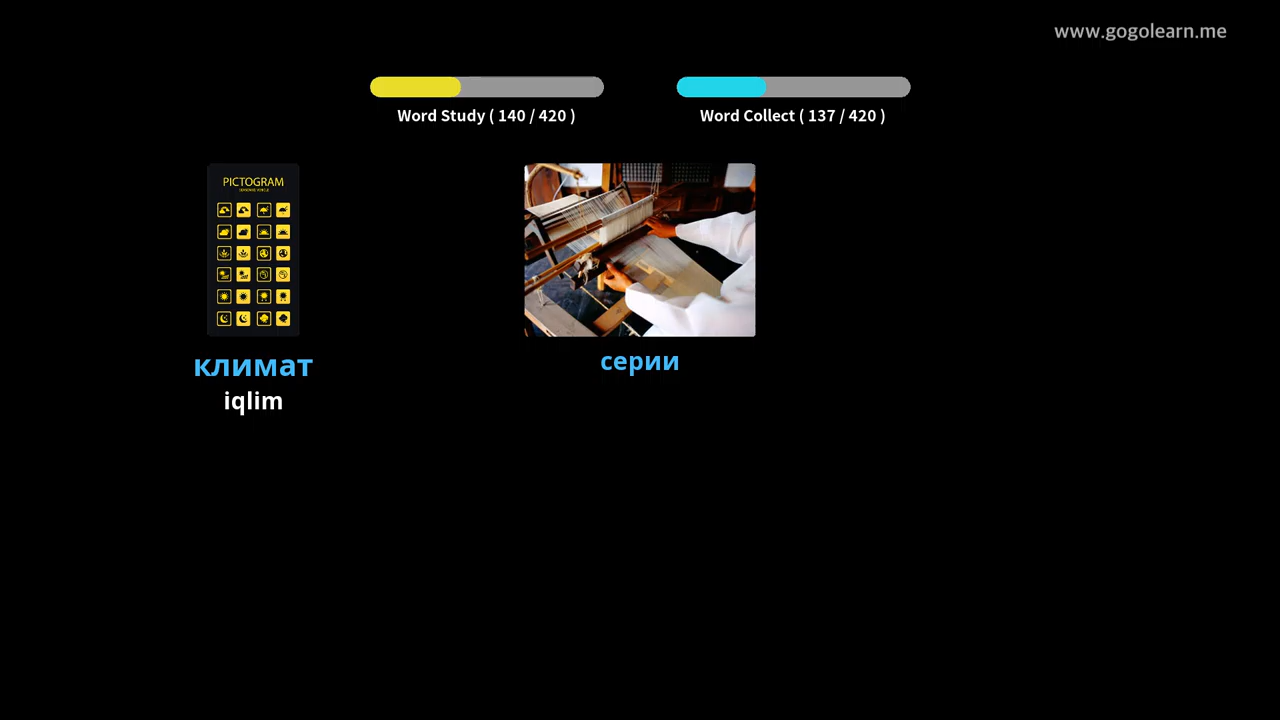 www.gogolearn.me
Word Study ( 140 / 420 )
Word Collect ( 137 / 420 )
PICTOGRAM
климат
серии
iqlim